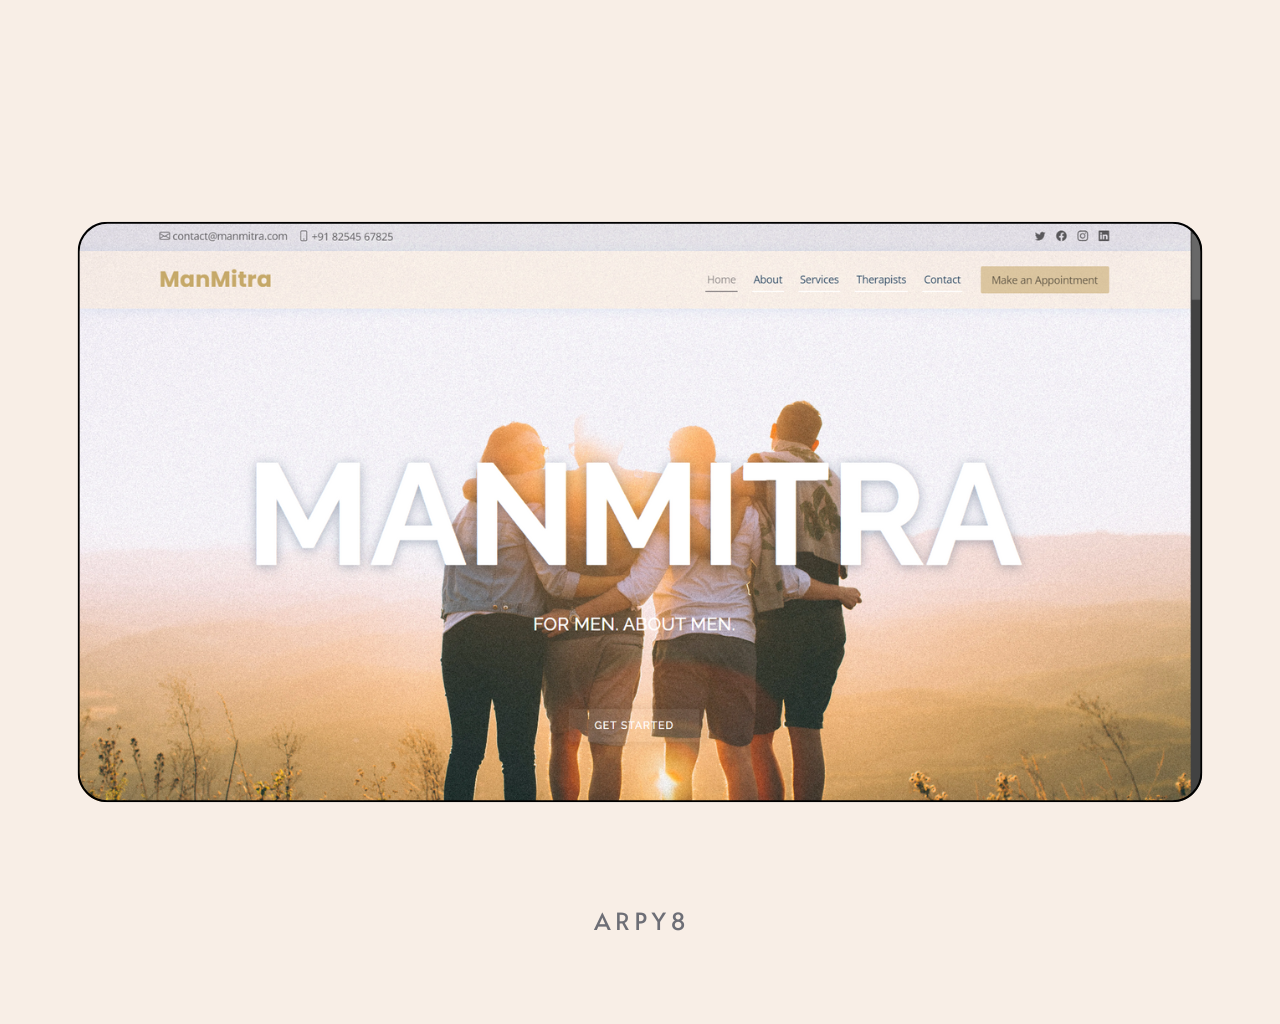 contact@manmitra.com +91 82545 67825
ManMitra Home About Services Therapists Contact Make an Appointment
MANMITRA
FOR MEN. ABOUT MEN.
GET STARTED
ARPY8